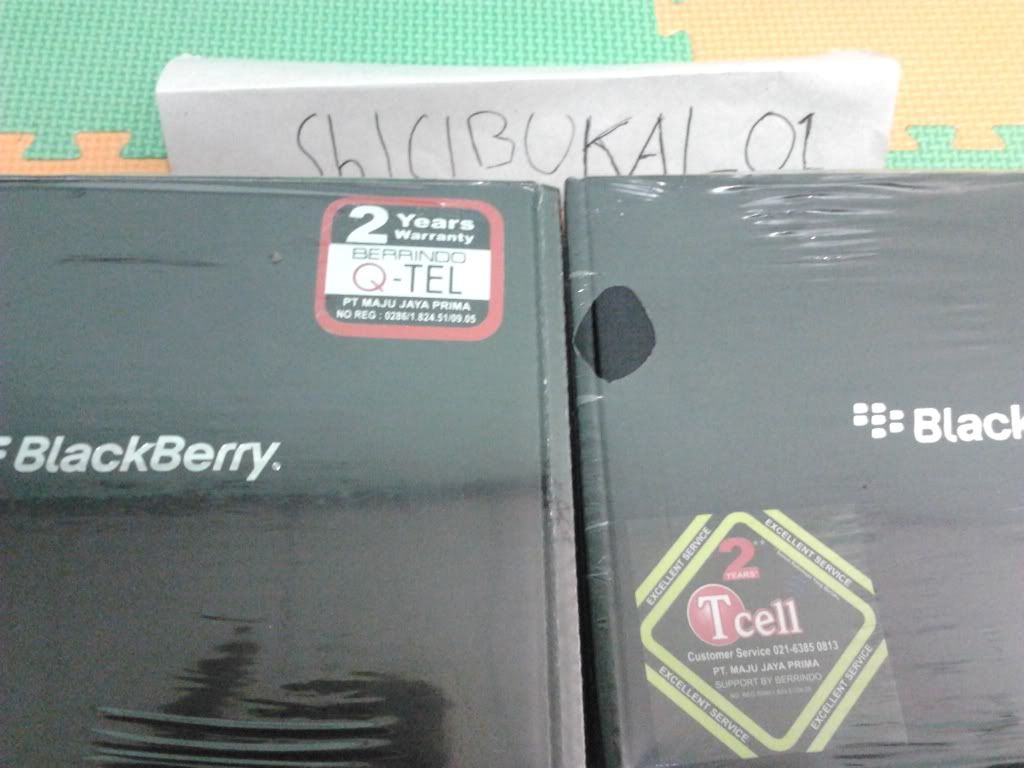 ShICIBUKAI_01
2 Years
Warranty
BERRINDO
Q-TEL
PT MAJU JAYA PRIMA
NO REG : 0286/1.824.51/09.05
BlackBerry.
Black
EXCELLENT SERVICE
EXCELLENT SERVICE
2
YEARS
Tcell
Customer Service 021-6385 0813
PT. MAJU JAYA PRIMA
SUPPORT BY BERRINDO
EXCELLENT SERVICE
EXCELLENT SERVICE